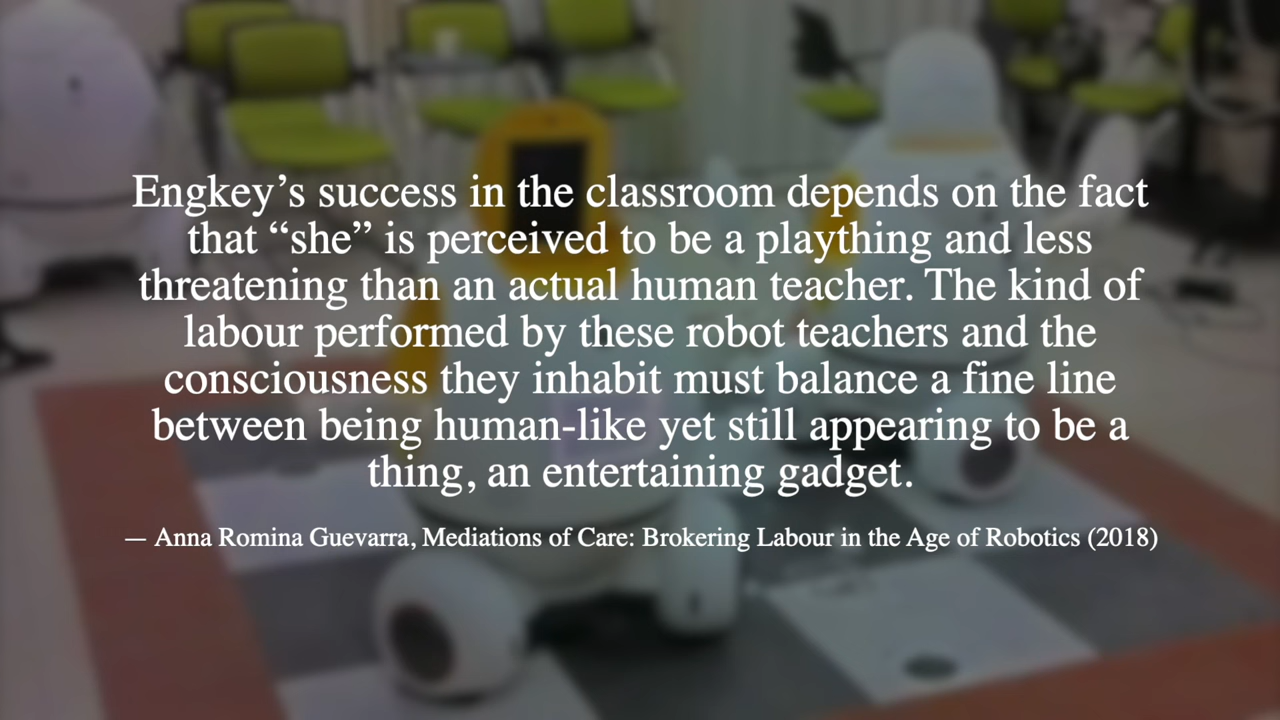 Engkey’s success in the classroom depends on the fact
that “she” is perceived to be a plaything and less
threatening than an actual human teacher. The kind of
labour performed by these robot teachers and the
consciousness they inhabit must balance a fine line
between being human-like yet still appearing to be a
thing, an entertaining gadget.
— Anna Romina Guevarra, Mediations of Care: Brokering Labour in the Age of Robotics (2018)